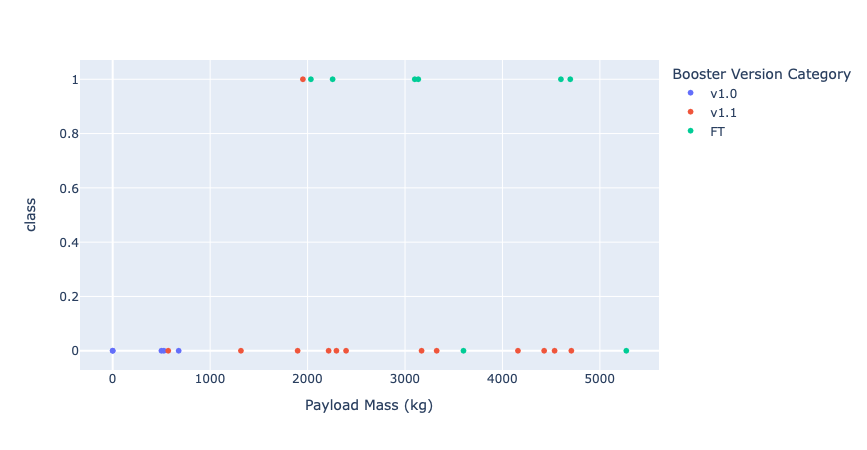 Booster Version Category
v1.0
v1.1
FT
1
0.8
0.6
0.4
0.2
0
class
0
1000
2000
3000
4000
5000
Payload Mass (kg)